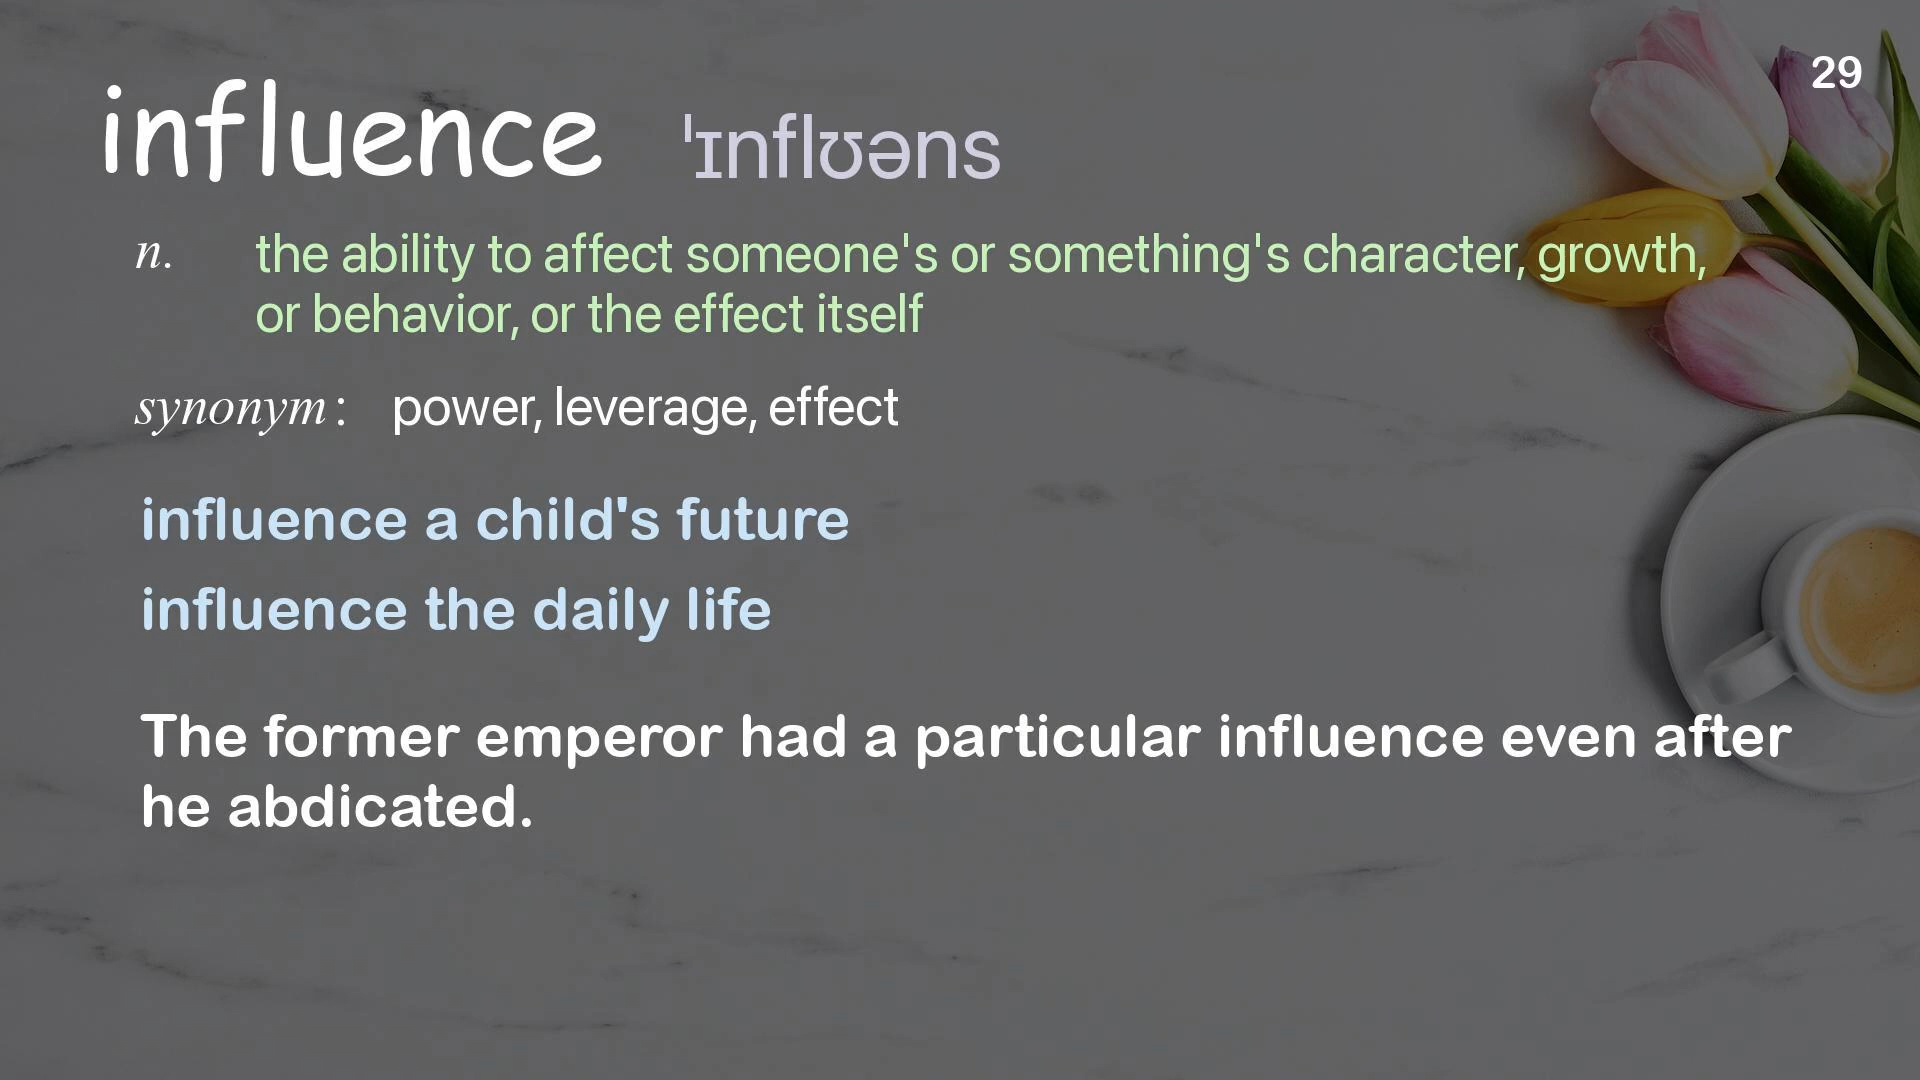 29
influence ˈɪnflʊəns
n. the ability to affect someone's or something's character, growth,
or behavior, or the effect itself
synonym: power, leverage, effect
influence a child's future
influence the daily life
The former emperor had a particular influence even after
he abdicated.